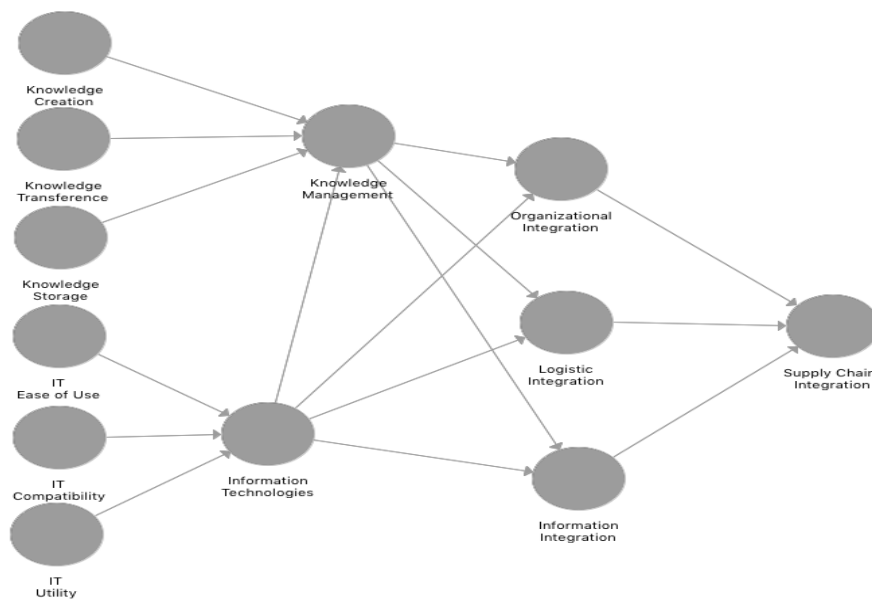 Knowledge
Creation
Knowledge
Transference
Knowledge
Storage
IT
Ease of Use
IT
Compatibility
IT
Utility
Knowledge
Management
Information
Technologies
Organizational
Integration
Logistic
Integration
Information
Integration
Supply Chain
Integration